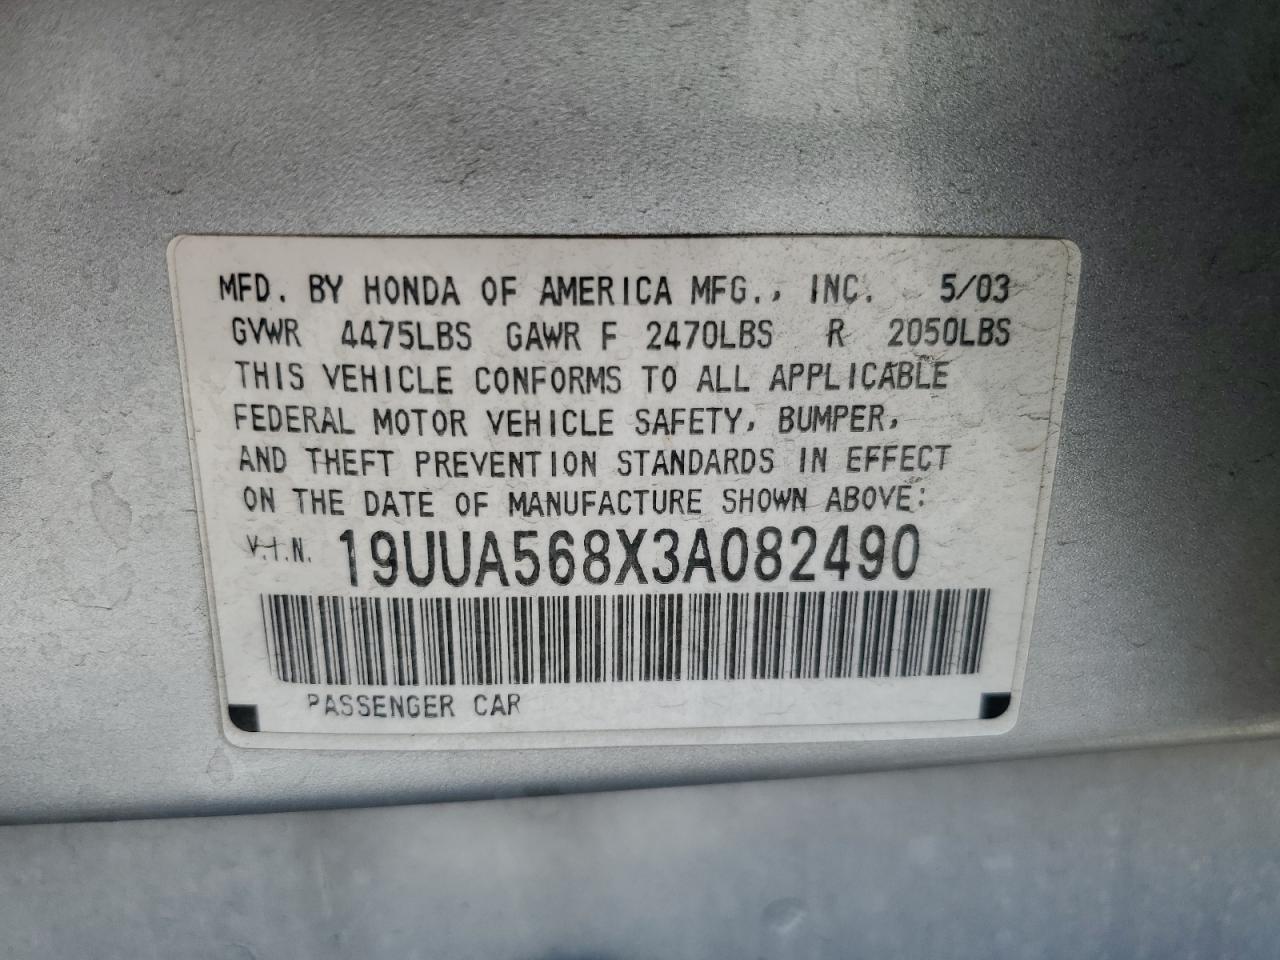 MFD. BY HONDA OF AMERICA MFG., INC. 5/03
GVWR 4475LBS GAWR F 2470LBS R 2050LBS
THIS VEHICLE CONFORMS TO ALL APPLICABLE
FEDERAL MOTOR VEHICLE SAFETY, BUMPER,
AND THEFT PREVENTION STANDARDS IN EFFECT
ON THE DATE OF MANUFACTURE SHOWN ABOVE:
V.I.N. 19UUA568X3A082490
PASSENGER CAR